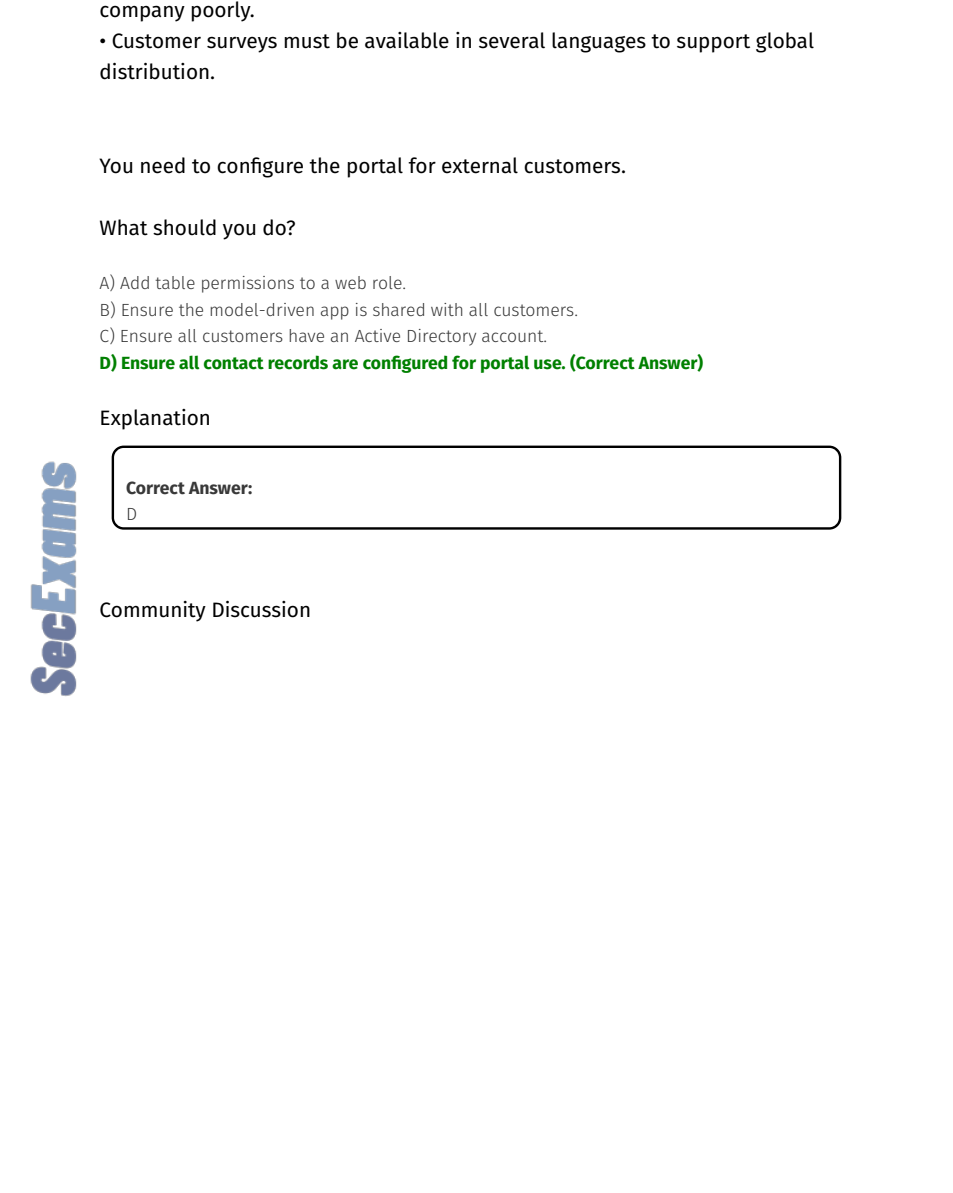 company poorly.
• Customer surveys must be available in several languages to support global
distribution.
You need to configure the portal for external customers.
What should you do?
A) Add table permissions to a web role.
B) Ensure the model-driven app is shared with all customers.
C) Ensure all customers have an Active Directory account.
D) Ensure all contact records are configured for portal use. (Correct Answer)
Explanation
Correct Answer:
D
SecExams
Community Discussion